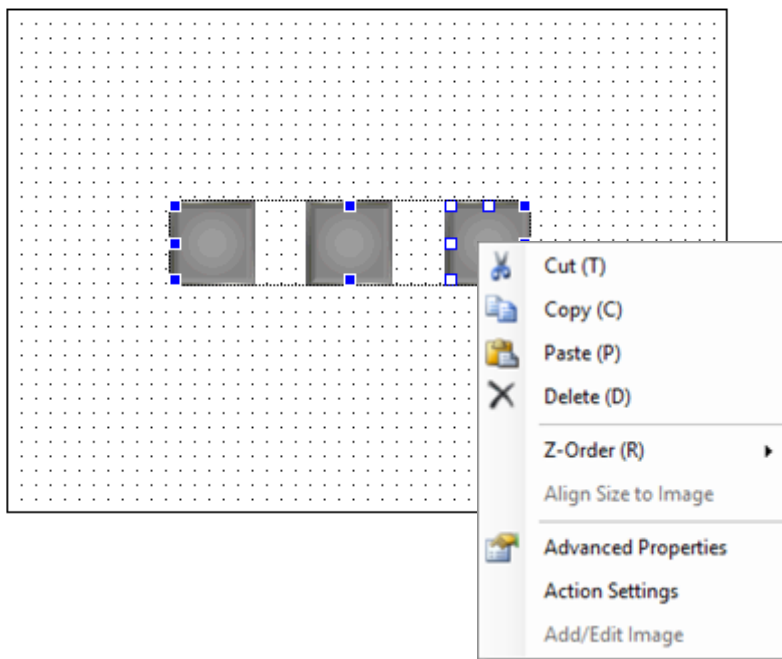 Cut (T)
Copy (C)
Paste (P)
Delete (D)
Z-Order (R)
Align Size to Image
Advanced Properties
Action Settings
Add/Edit Image